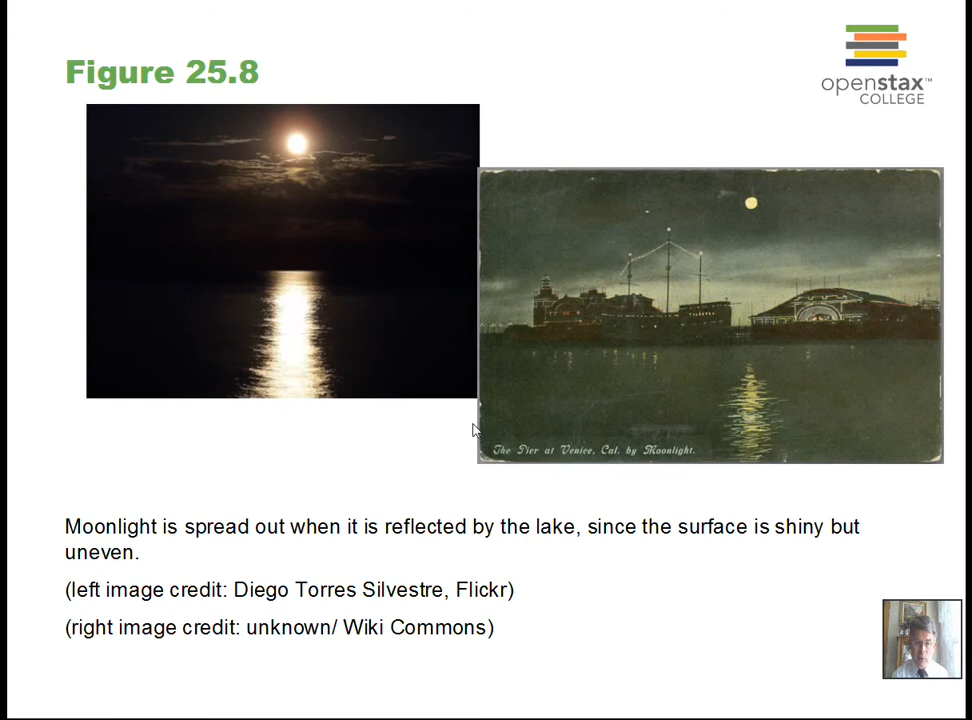 Figure 25.8
openstax™
COLLEGE
The Pier at Venice, Cal. by Moonlight.
Moonlight is spread out when it is reflected by the lake, since the surface is shiny but
uneven.
(left image credit: Diego Torres Silvestre, Flickr)
(right image credit: unknown/ Wiki Commons)